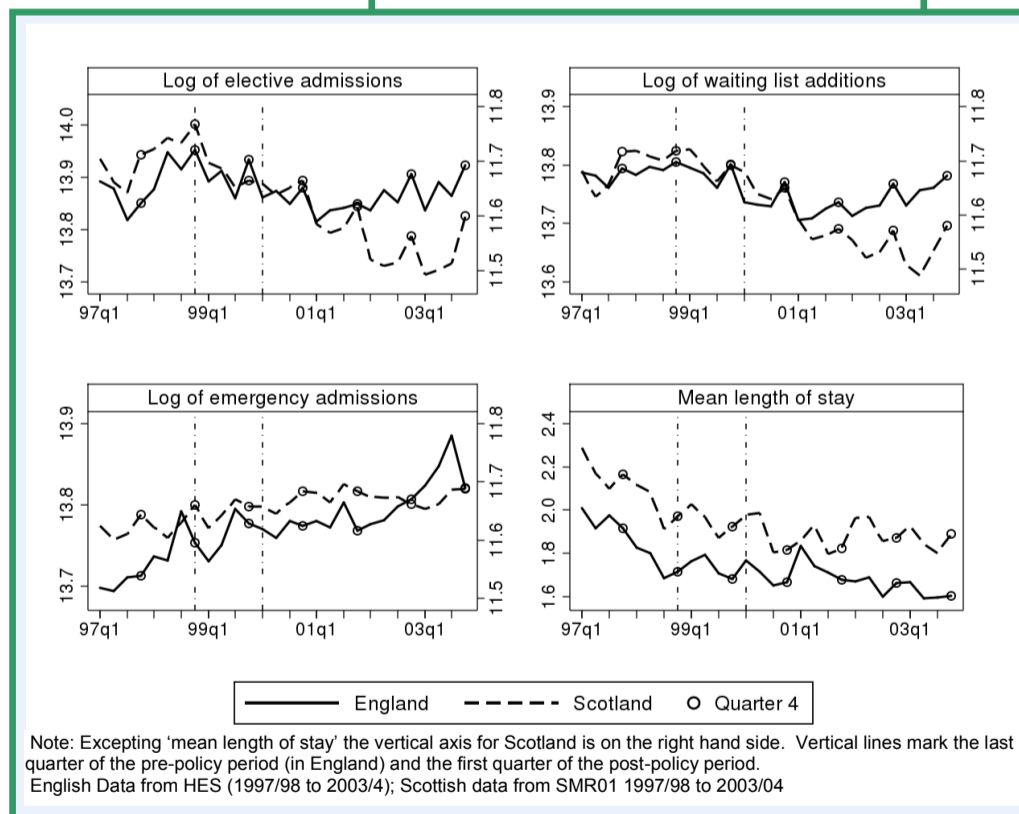 Log of elective admissions
13.7 13.8 13.9 14.0
11.5 11.6 11.7 11.8
97q1 99q1 01q1 03q1
Log of waiting list additions
13.6 13.7 13.8 13.9
11.5 11.6 11.7 11.8
97q1 99q1 01q1 03q1
Log of emergency admissions
13.7 13.8 13.9
11.5 11.6 11.7 11.8
97q1 99q1 01q1 03q1
Mean length of stay
1.6 1.8 2.0 2.2 2.4
97q1 99q1 01q1 03q1
England Scotland Quarter 4
Note: Excepting ‘mean length of stay’ the vertical axis for Scotland is on the right hand side. Vertical lines mark the last
quarter of the pre-policy period (in England) and the first quarter of the post-policy period.
English Data from HES (1997/98 to 2003/4); Scottish data from SMR01 1997/98 to 2003/04